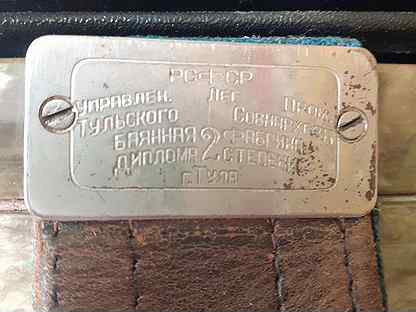 РСФСР
УПРАВЛЕН. ЛЕГ ПРОМ.
ТУЛЬСКОГО СОВНАРХОЗА
БАЯННАЯ ФАБРИКА
ДИПЛОМА 2 СТЕПЕНИ
г. ТУЛА